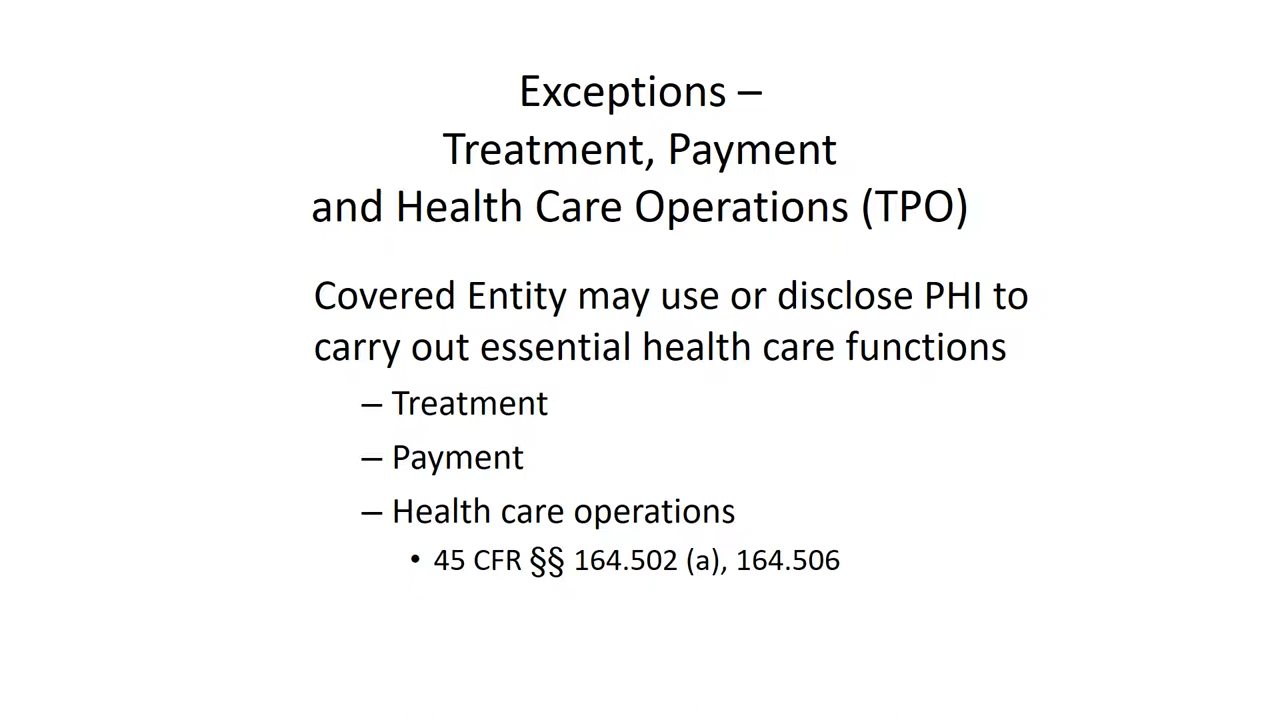 Exceptions –
Treatment, Payment
and Health Care Operations (TPO)
Covered Entity may use or disclose PHI to
carry out essential health care functions
– Treatment
– Payment
– Health care operations
• 45 CFR §§ 164.502 (a), 164.506